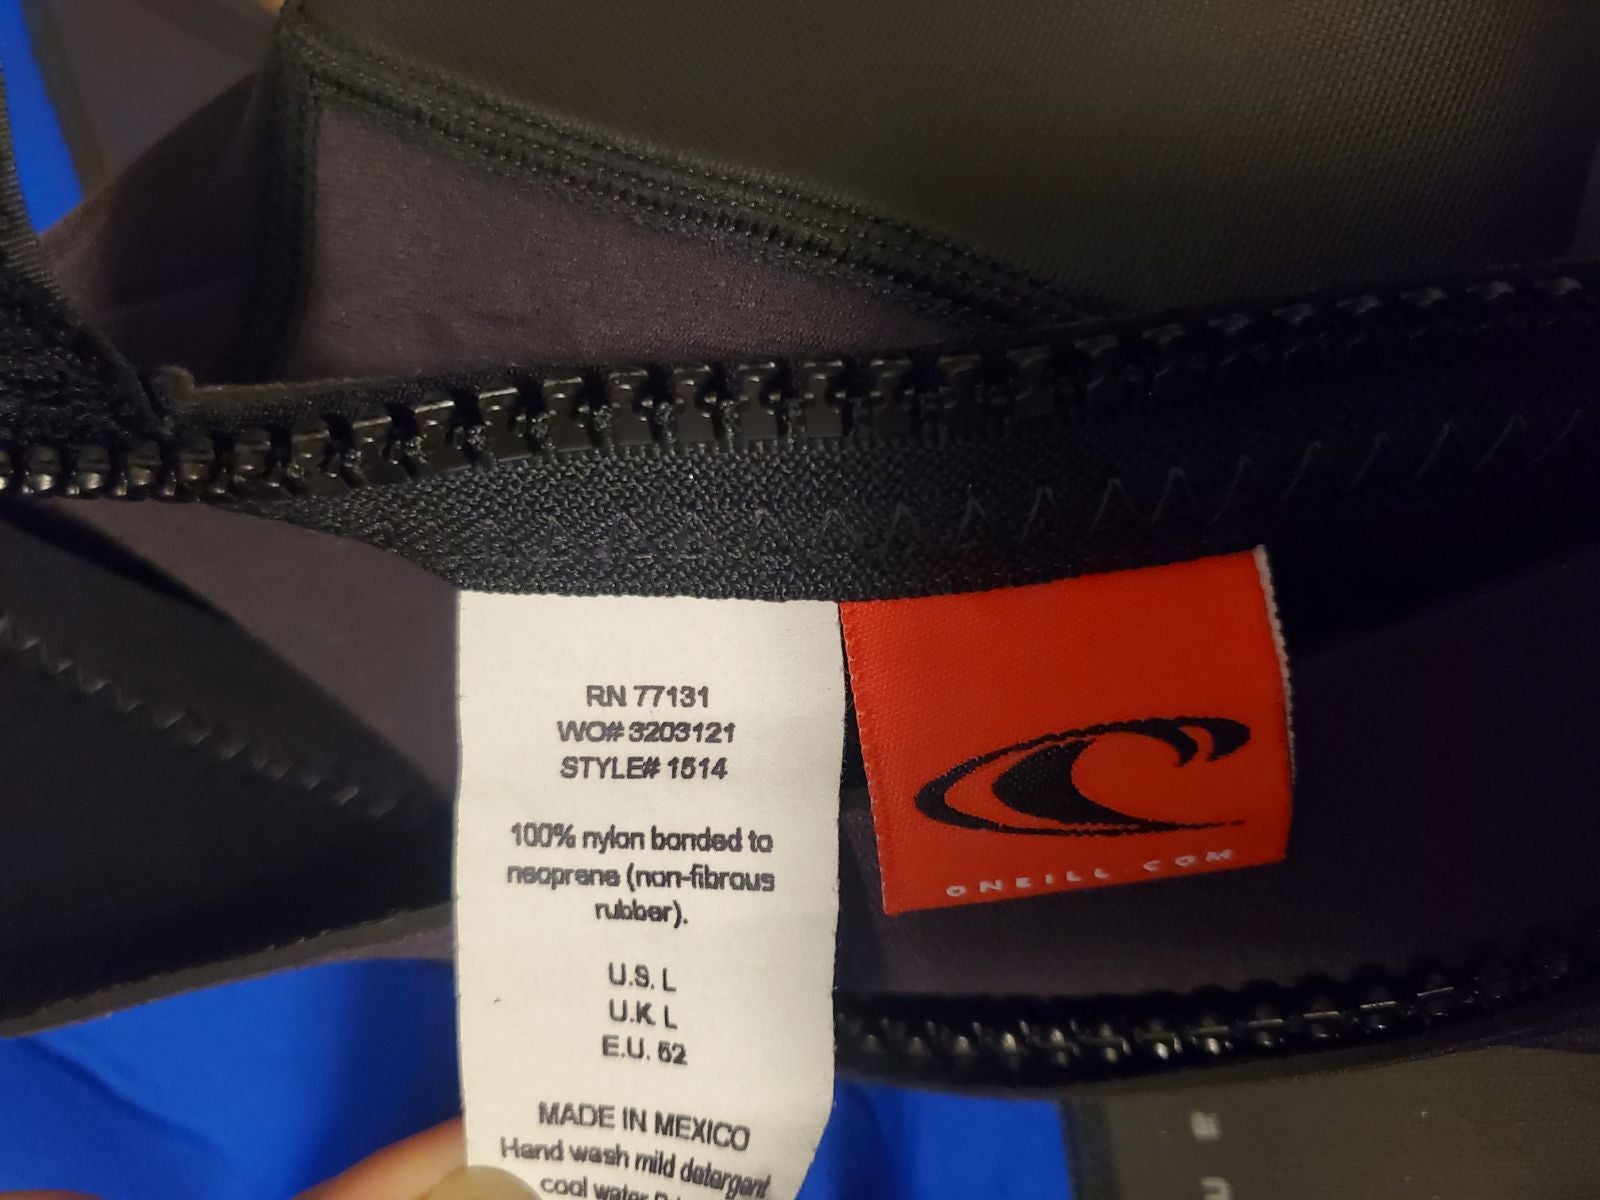 RN 77131
WO# 3203121
STYLE# 1514
100% nylon bonded to
neoprene (non-fibrous
rubber).
U.S. L
U.K. L
E.U. 52
MADE IN MEXICO
Hand wash mild detergent
cool water
ONEILL.COM